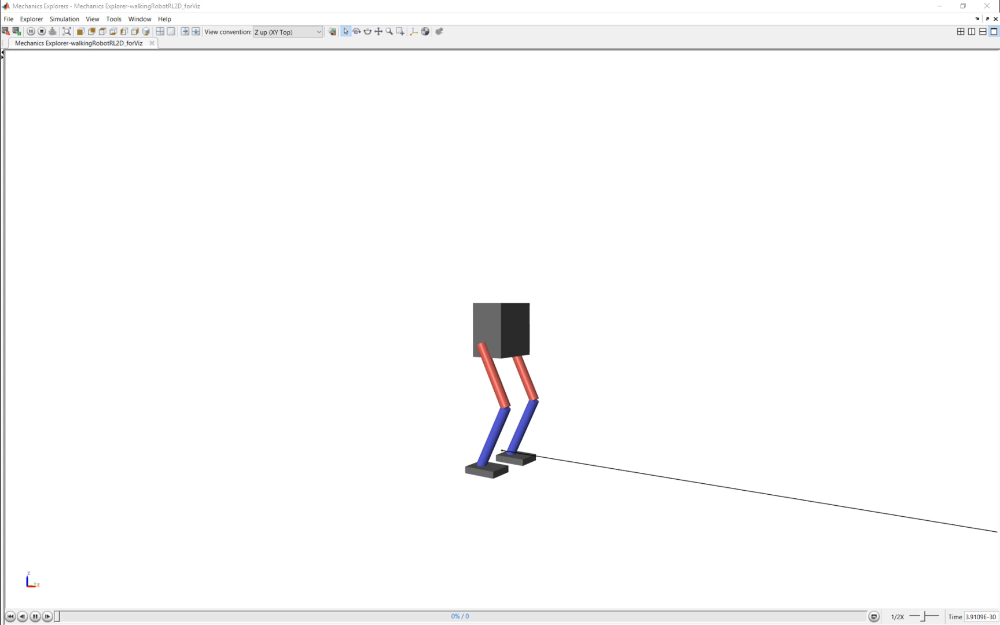 Mechanics Explorers - Mechanics Explorer-walkingRobotRL2D_forViz
File Explorer Simulation View Tools Window Help
View convention: Z up (XY Top)
Mechanics Explorer-walkingRobotRL2D_forViz
z
x
0% / 0
1/2X
Time 3.9109E-30